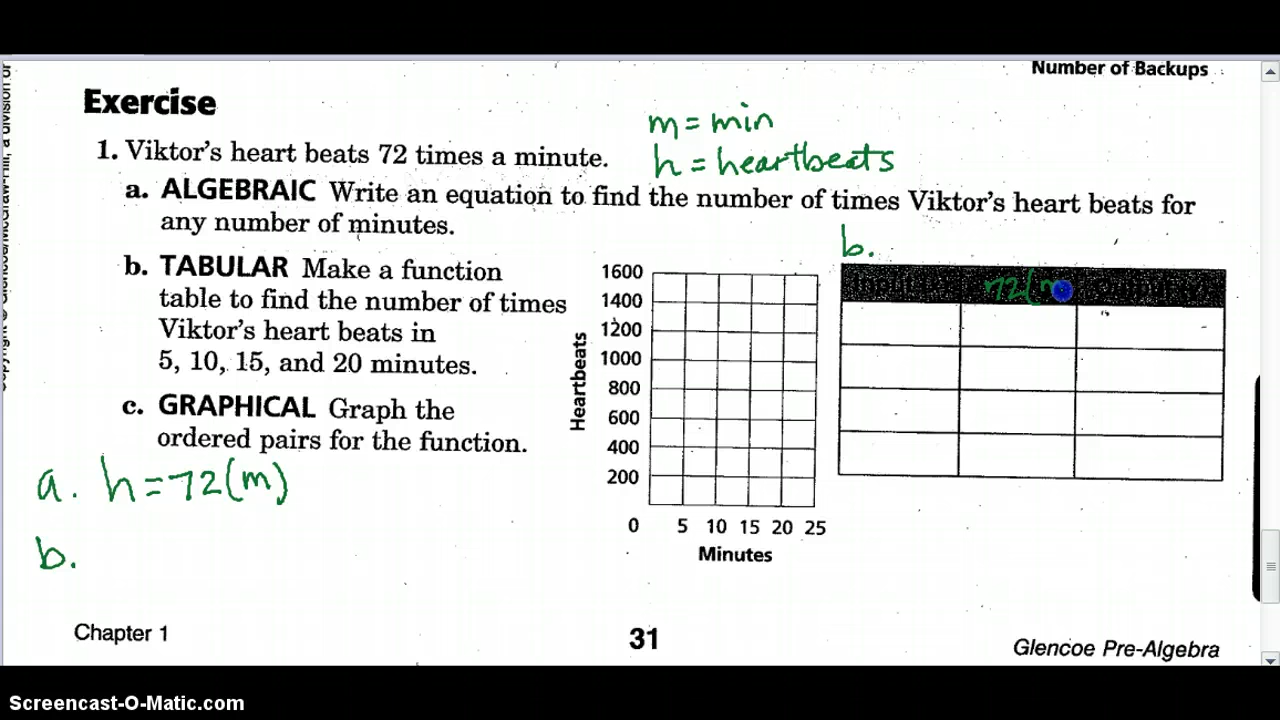 Number of Backups
Exercise
m = min
1. Viktor's heart beats 72 times a minute.
h = heartbeats
a. ALGEBRAIC Write an equation to find the number of times Viktor's heart beats for
any number of minutes.
b. TABULAR Make a function
table to find the number of times
Viktor's heart beats in
5, 10, 15, and 20 minutes.
c. GRAPHICAL Graph the
ordered pairs for the function.
a. h = 72(m)
b.
Heartbeats
1600
1400
1200
1000
800
600
400
200
0 5 10 15 20 25
Minutes
b.
72(m
Chapter 1
31
Glencoe Pre-Algebra
Screencast-O-Matic.com